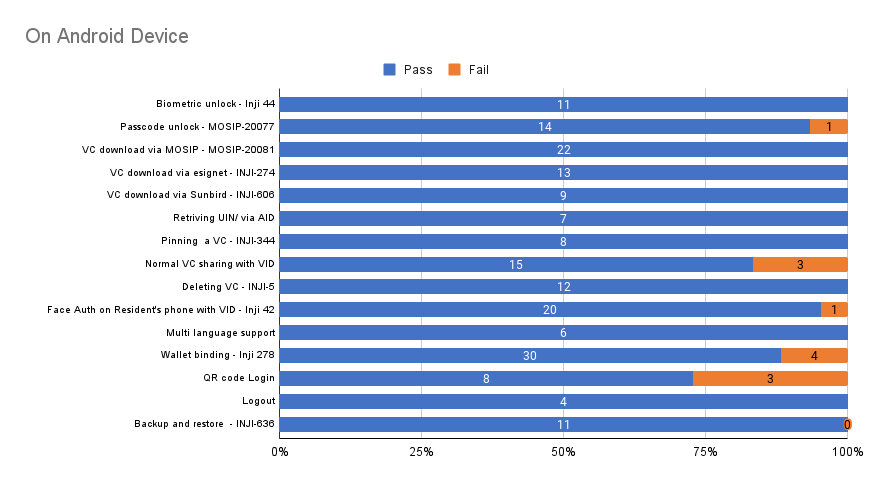 On Android Device
Pass Fail
Biometric unlock - Inji 44 11
Passcode unlock - MOSIP-20077 14 1
VC download via MOSIP - MOSIP-20081 22
VC download via esignet - INJI-274 13
VC download via Sunbird - INJI-606 9
Retriving UIN/ via AID 7
Pinning  a VC - INJI-344 8
Normal VC sharing with VID 15 3
Deleting VC - INJI-5 12
Face Auth on Resident's phone with VID - Inji 42 20 1
Multi language support 6
Wallet binding - Inji 278 30 4
QR code Login 8 3
Logout 4
Backup and restore  - INJI-636 11 0
0% 25% 50% 75% 100%